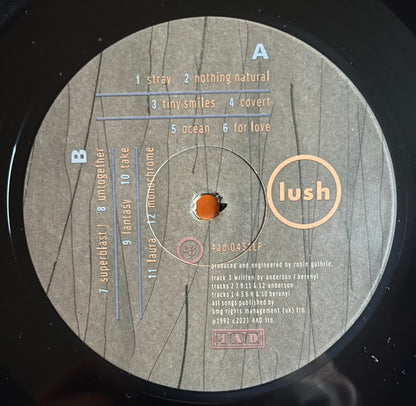 A
1 stray 2 nothing natural
3 tiny smiles 4 covert
5 ocean 6 for love
B
7 superblast! 8 untogether
9 fantasy 10 take
11 laura 12 monochrome
lush
4ad 0451LP
produced and engineered by robin guthrie.
track 3 written by anderson / berenyi
tracks 2 7 9 11 & 12 anderson
tracks 1 4 5 6 8 & 10 berenyi
all songs published by
bmg rights management (uk) ltd.
p1992 c2023 4AD ltd.
4AD